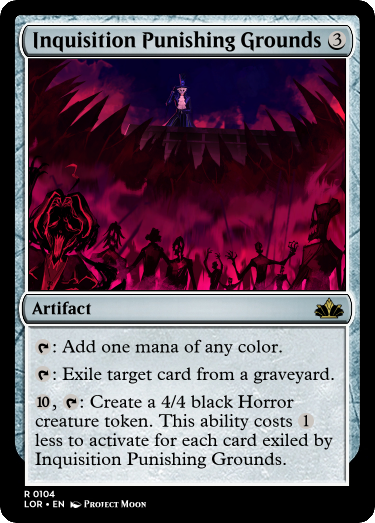 Inquisition Punishing Grounds 3
Artifact
: Add one mana of any color.
: Exile target card from a graveyard.
10, : Create a 4/4 black Horror
creature token. This ability costs 1
less to activate for each card exiled by
Inquisition Punishing Grounds.
R 0104
LOR • EN Protect Moon